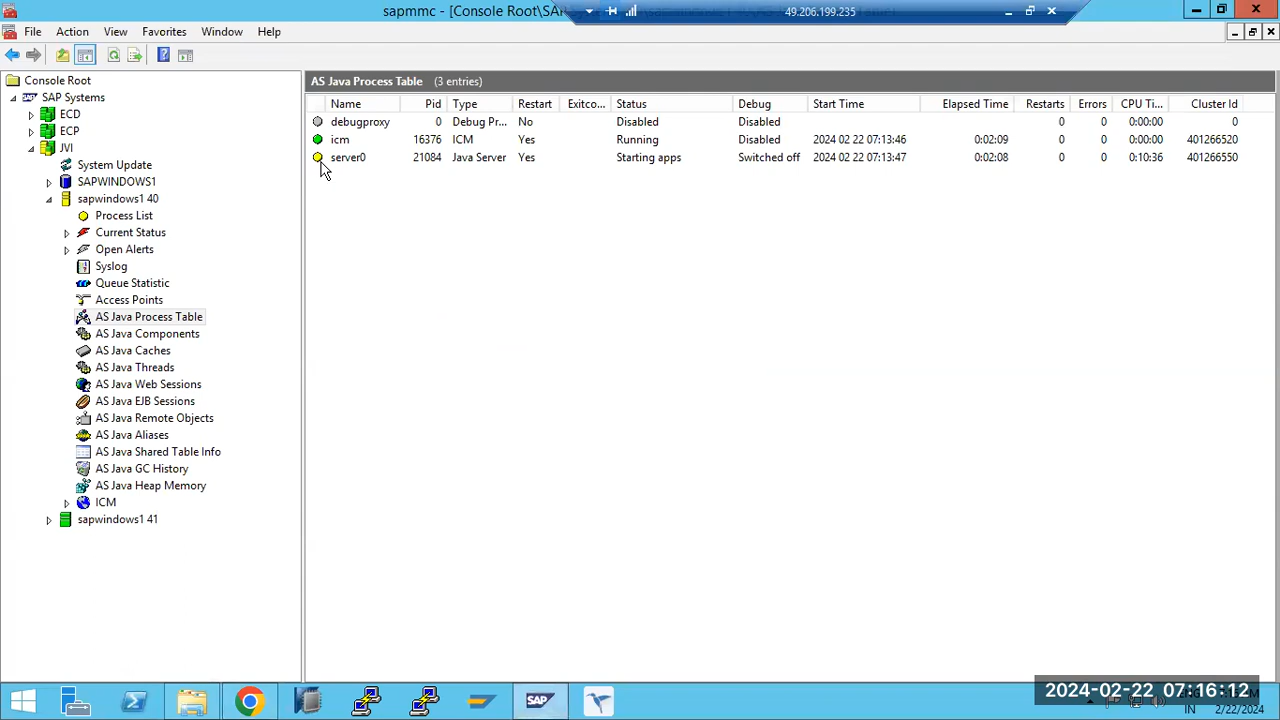 sapmmc - [Console Root\SA
49.206.199.235
File Action View Favorites Window Help
Console Root
SAP Systems
ECD
ECP
JVI
System Update
SAPWINDOWS1
sapwindows1 40
Process List
Current Status
Open Alerts
Syslog
Queue Statistic
Access Points
AS Java Process Table
AS Java Components
AS Java Caches
AS Java Threads
AS Java Web Sessions
AS Java EJB Sessions
AS Java Remote Objects
AS Java Aliases
AS Java Shared Table Info
AS Java GC History
AS Java Heap Memory
ICM
sapwindows1 41
AS Java Process Table (3 entries)
Name Pid Type Restart Exitco... Status Debug Start Time Elapsed Time Restarts Errors CPU Ti... Cluster Id
debugproxy 0 Debug Pr... No Disabled Disabled 0 0 0:00:00 0
icm 16376 ICM Yes Running Disabled 2024 02 22 07:13:46 0:02:09 0 0 0:00:00 401266520
server0 21084 Java Server Yes Starting apps Switched off 2024 02 22 07:13:47 0:02:08 0 0 0:10:36 401266550
SAP
2024-02-22 07:16:12
IN 2/22/2024